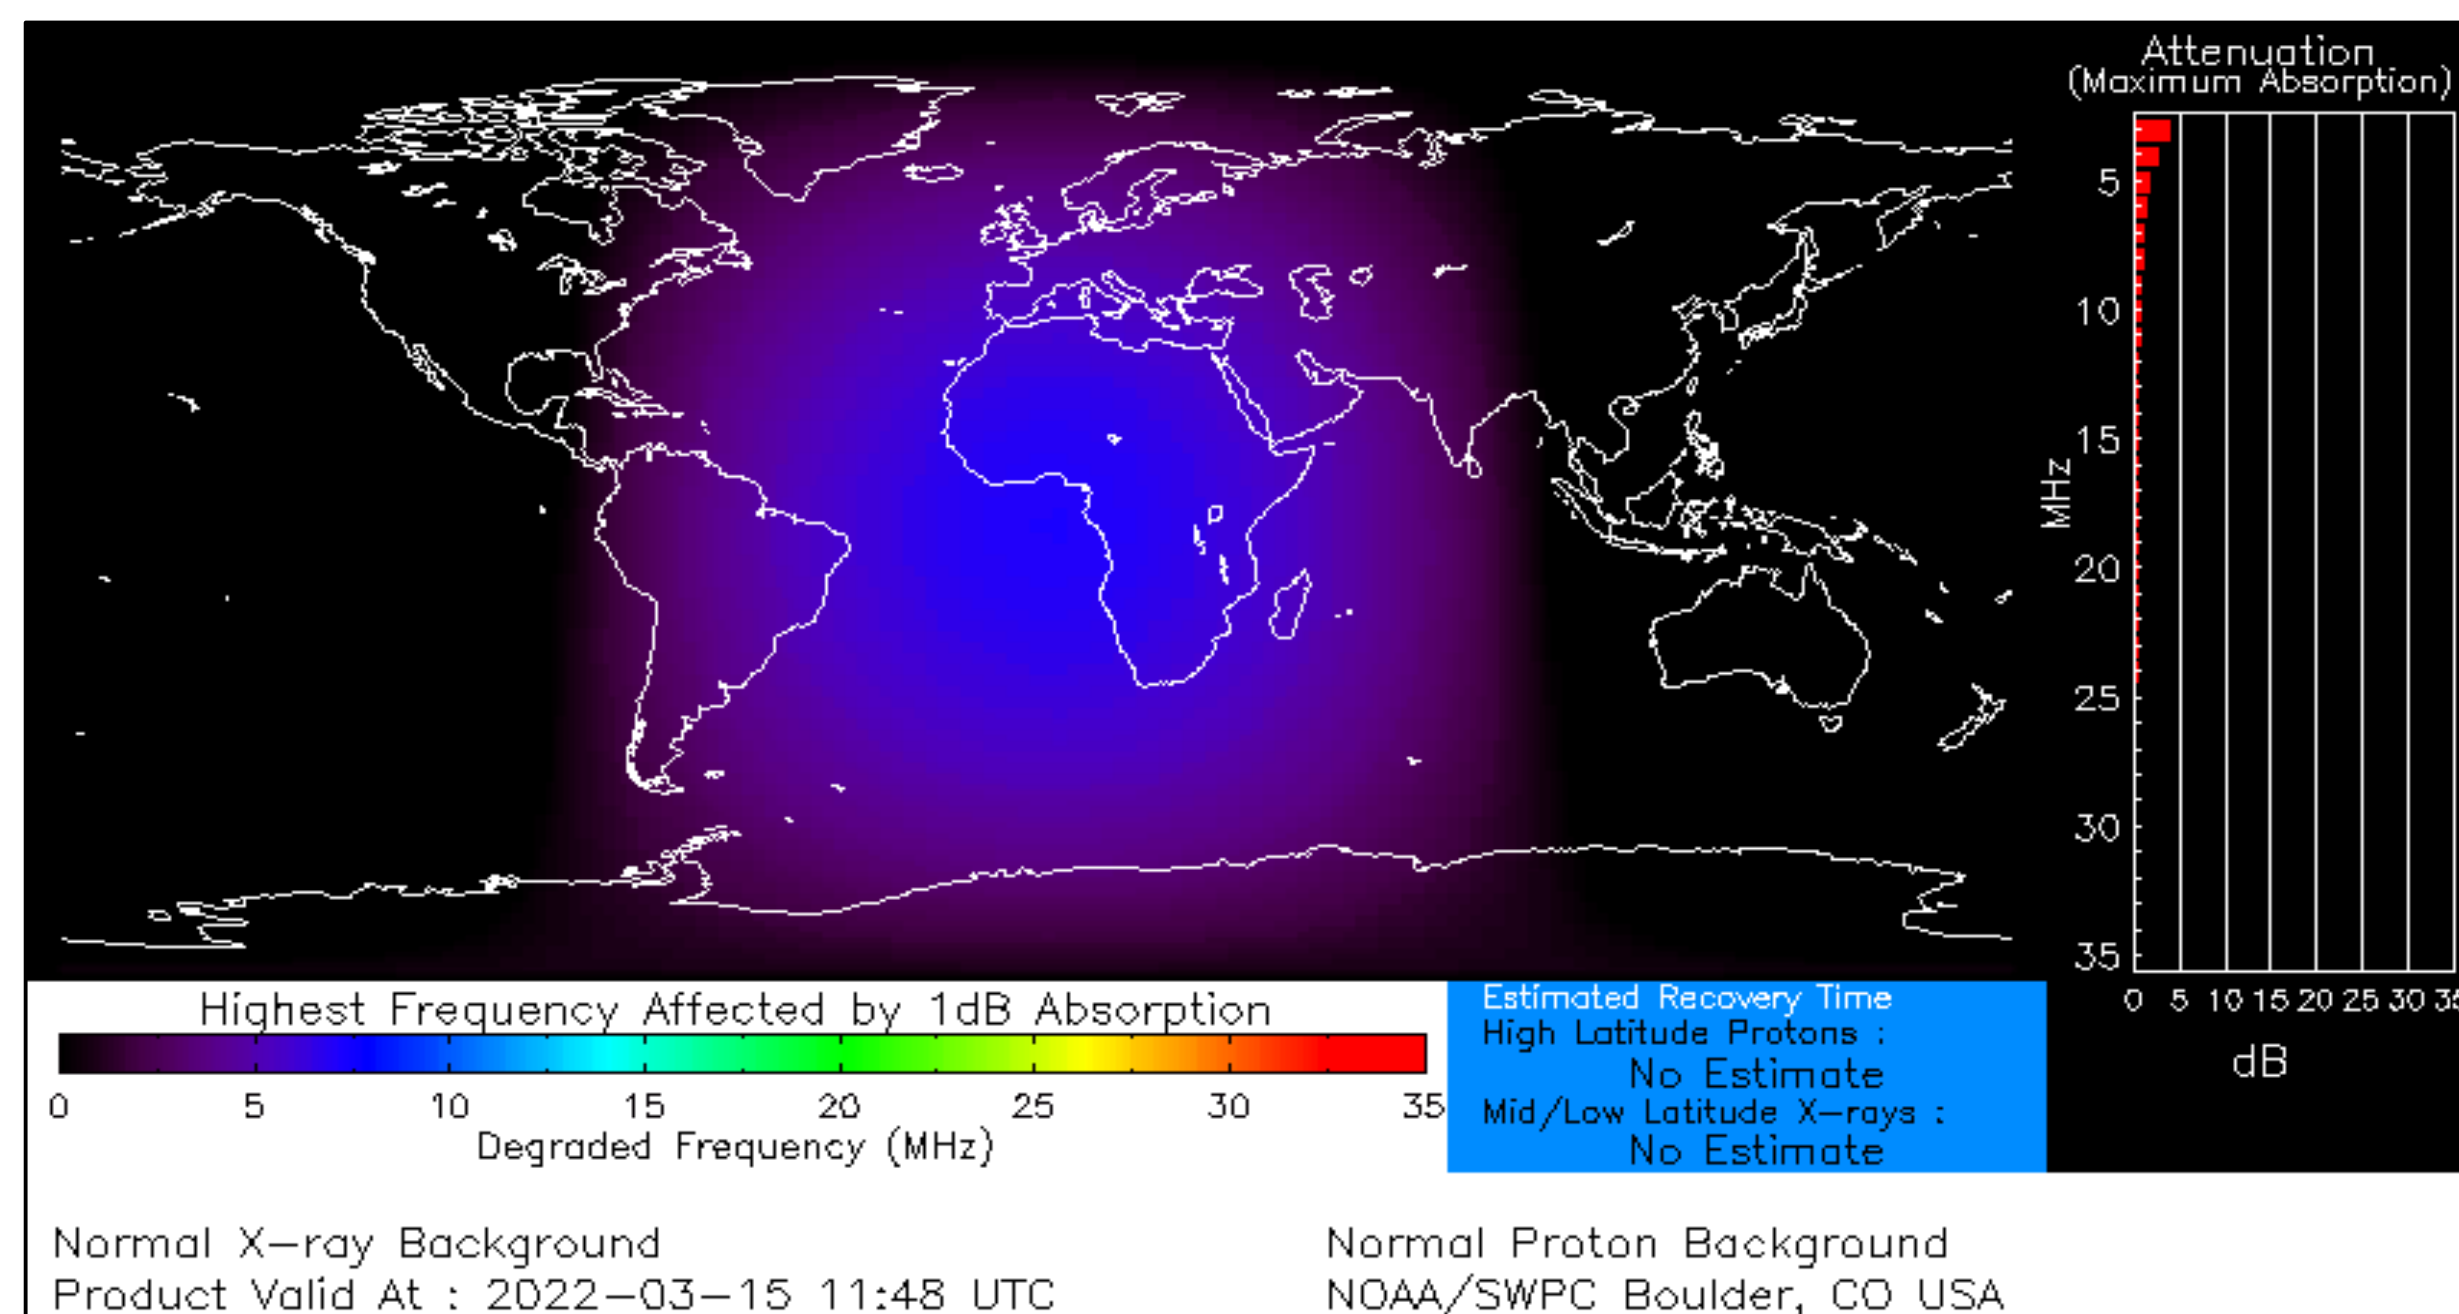 Attenuation
(Maximum Absorption)
5
10
15
20
25
30
35
MHz
0 5 10 15 20 25 30
dB
Highest Frequency Affected by 1dB Absorption
0 5 10 15 20 25 30 35
Degraded Frequency (MHz)
Estimated Recovery Time
High Latitude Protons :
No Estimate
Mid/Low Latitude X-rays :
No Estimate
Normal X-ray Background
Product Valid At : 2022-03-15 11:48 UTC
Normal Proton Background
NOAA/SWPC Boulder, CO USA